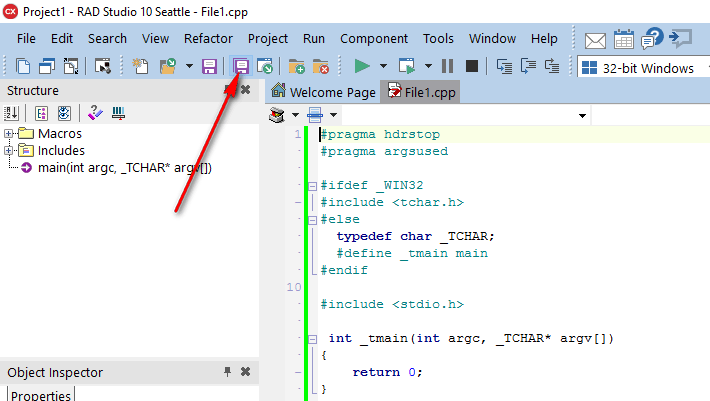 Project1 - RAD Studio 10 Seattle - File1.cpp
File Edit Search View Refactor Project Run Component Tools Window Help
32-bit Windows
Structure
Welcome Page File1.cpp
Macros
Includes
main(int argc, _TCHAR* argv[])
1 #pragma hdrstop
#pragma argsused
#ifdef _WIN32
#include <tchar.h>
#else
typedef char _TCHAR;
#define _tmain main
#endif
10
#include <stdio.h>
int _tmain(int argc, _TCHAR* argv[])
{
return 0;
}
Object Inspector
Properties